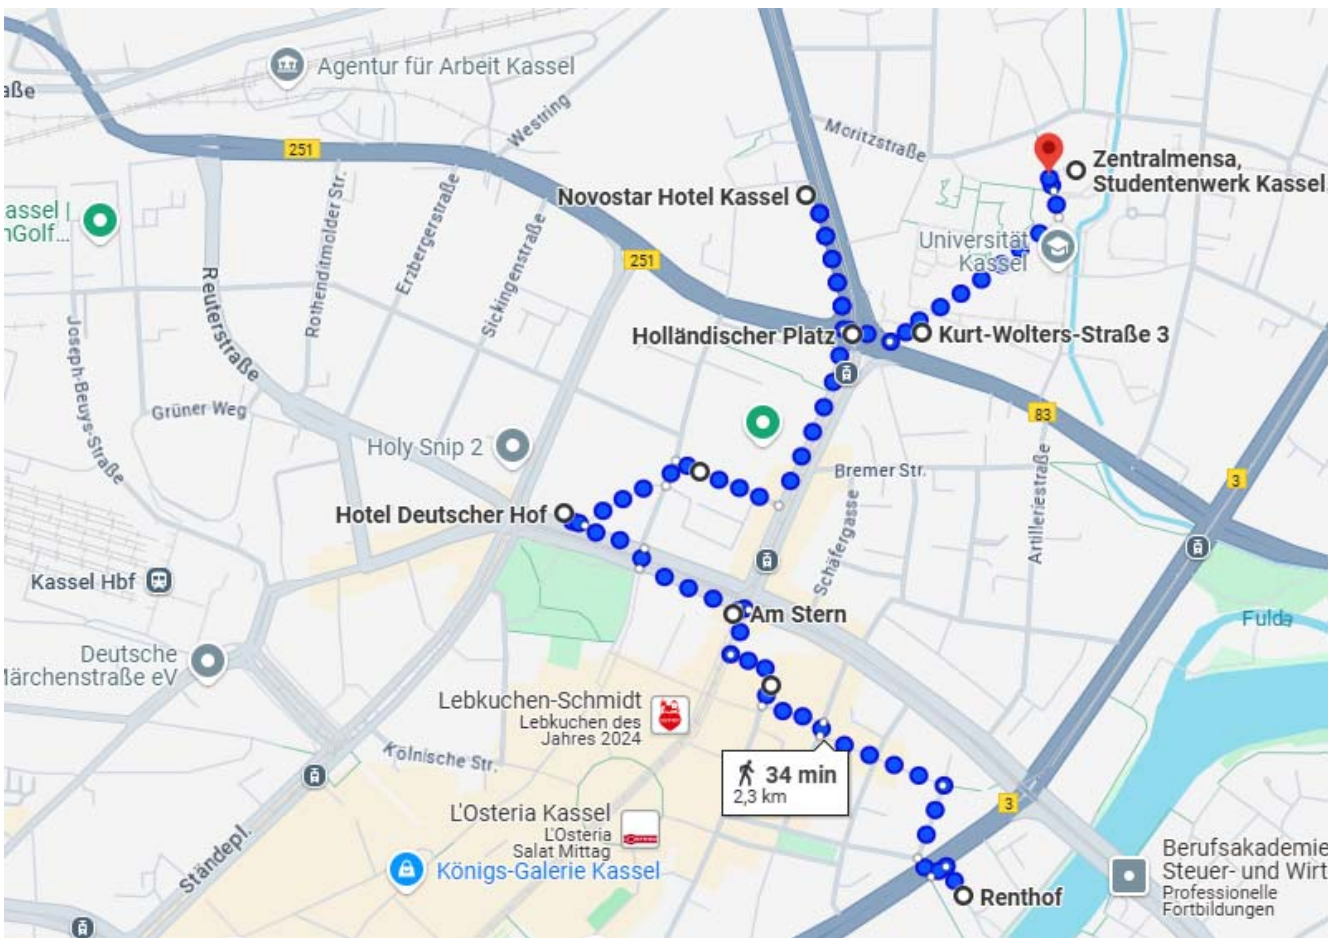 Agentur für Arbeit Kassel
aße
251
Westring
Moritzstraße
Zentralmensa,
Studentenwerk Kassel
Rothenditmolder Str.
Erzbergerstraße
Novostar Hotel Kassel
assel |
nGolf...
Sickingenstraße
Universität
Kassel
251
Reuterstraße
Joseph-Beuys-Straße
Holländischer Platz
Kurt-Wolters-Straße 3
Grüner Weg
83
Holy Snip 2
Bremer Str.
Artilleriestraße
3
Hotel Deutscher Hof
Schäfergasse
Kassel Hbf
Am Stern
Fulda
Deutsche
Märchenstraße eV
Lebkuchen-Schmidt
Lebkuchen des
Jahres 2024
Kölnische Str.
34 min
2,3 km
3
L'Osteria Kassel
L'Osteria
Salat Mittag
Ständepl.
Königs-Galerie Kassel
Berufsakademie
Steuer- und Wirt
Professionelle
Fortbildungen
Renthof